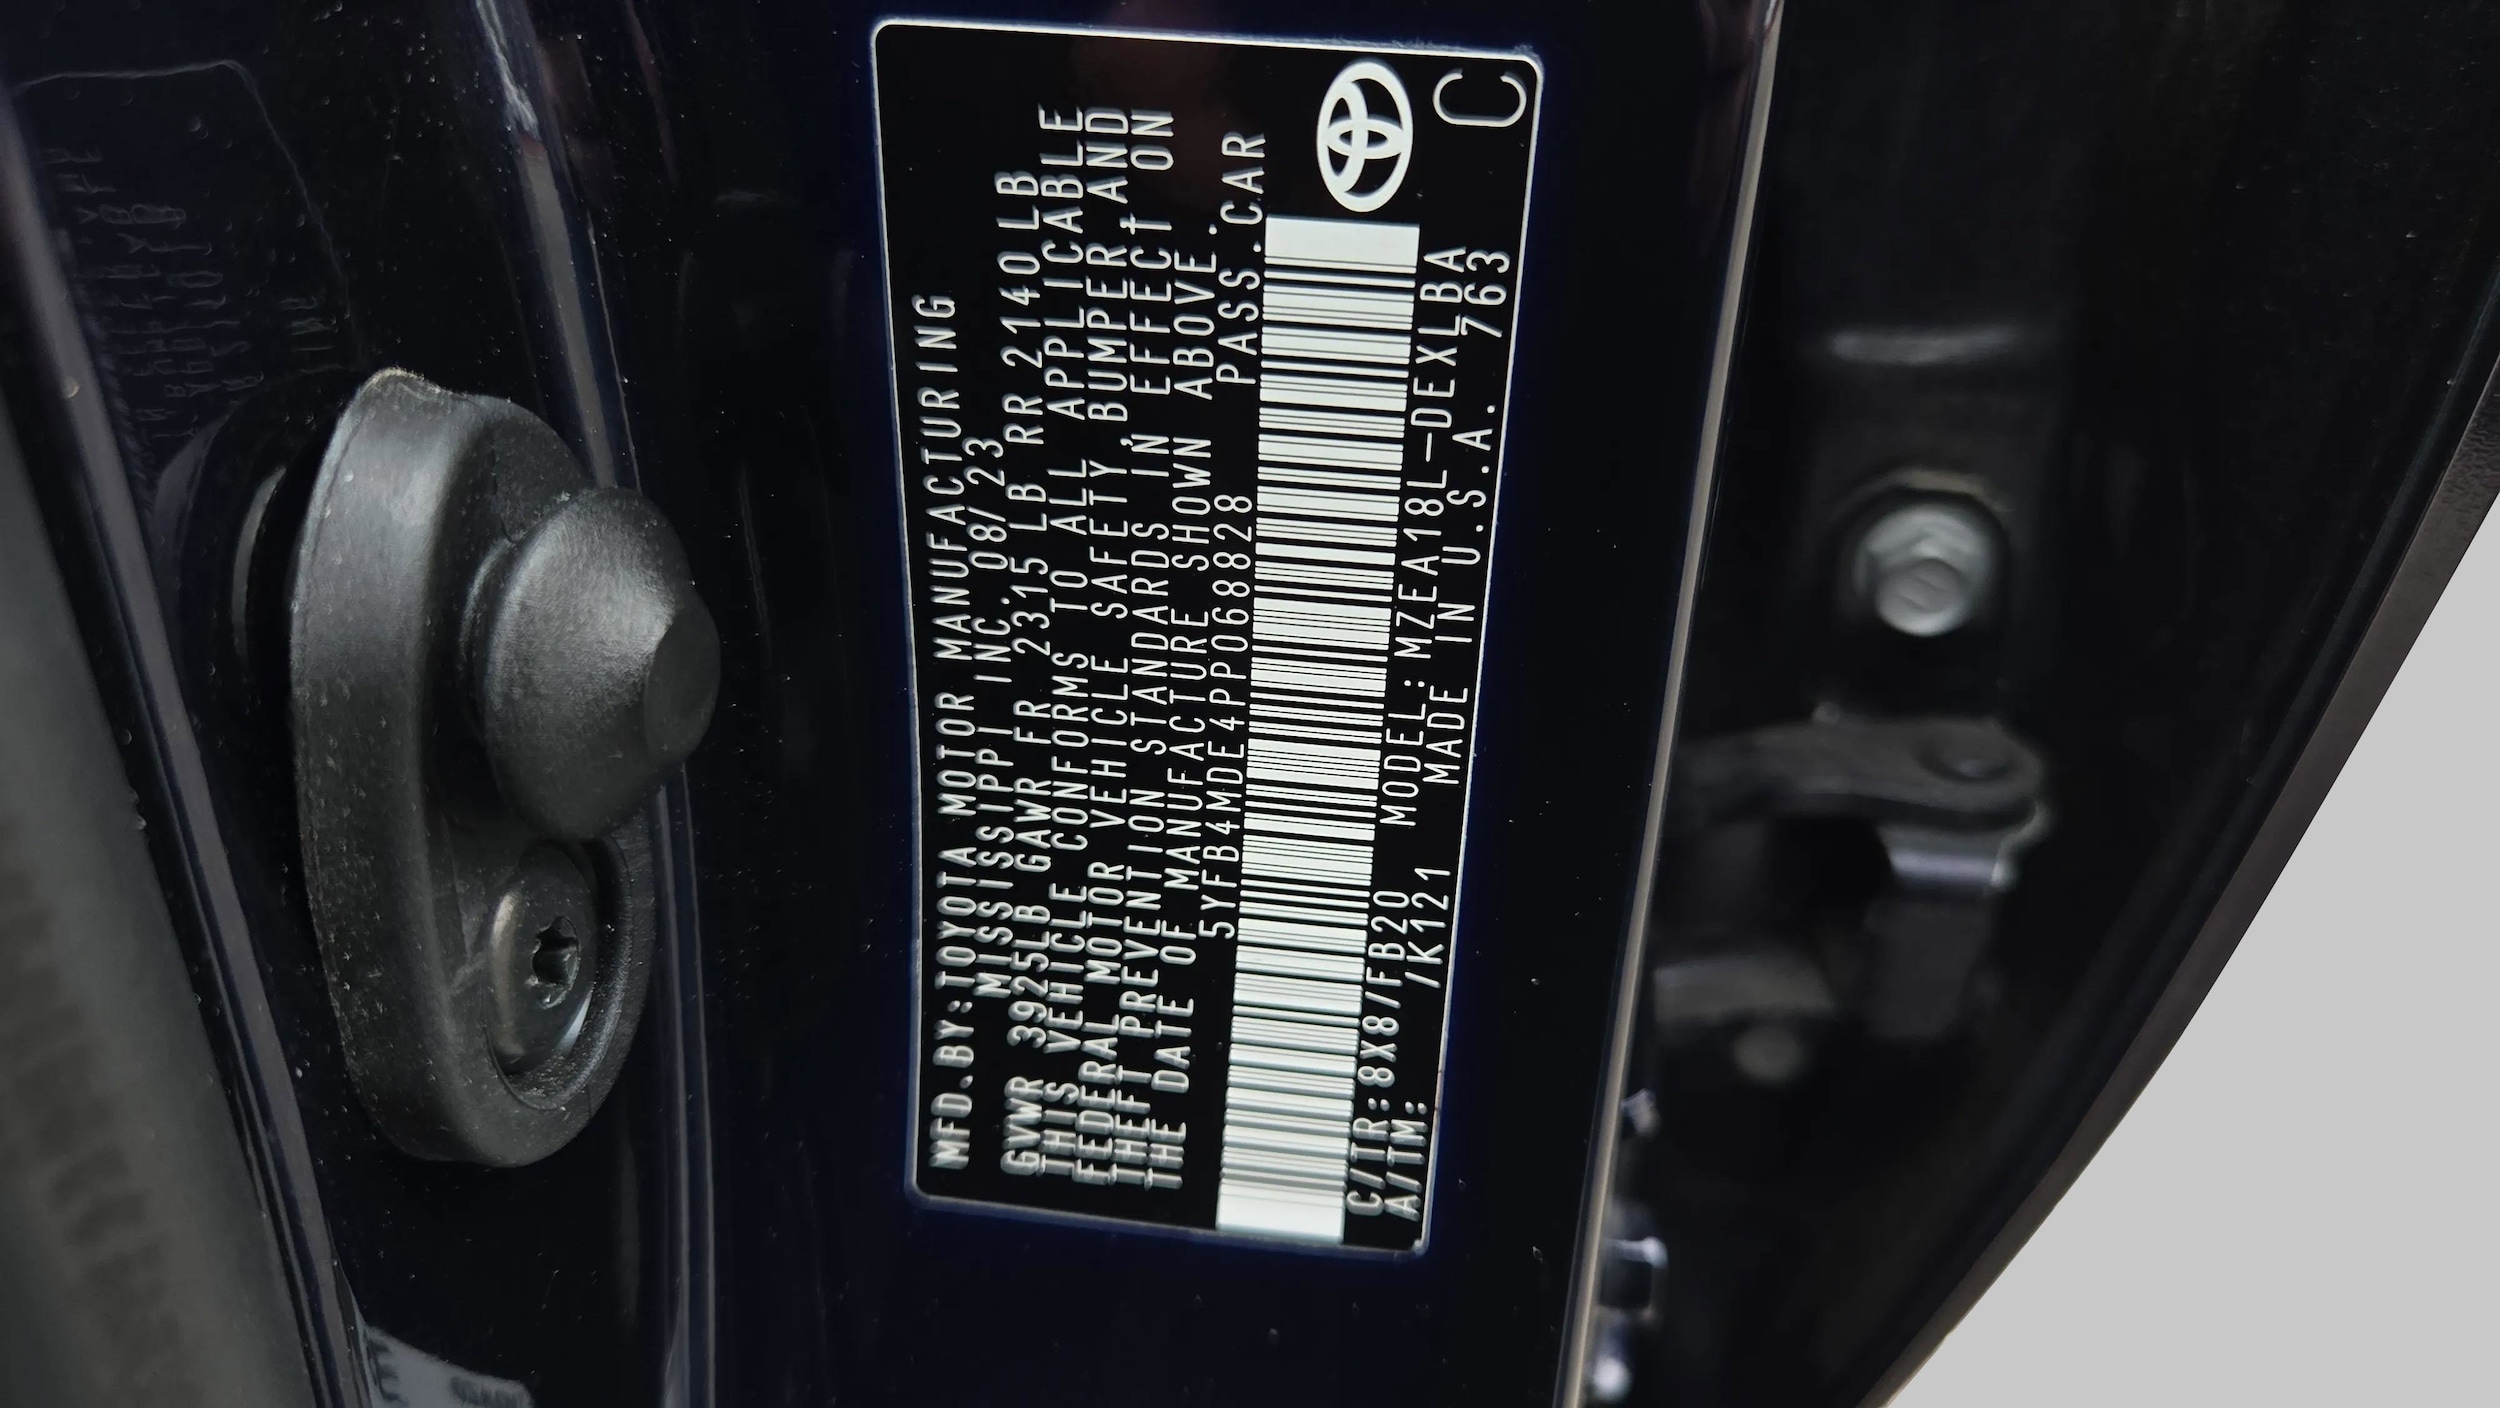 MFD.BY:TOYOTA MOTOR MANUFACTURING
MISSISSIPPI INC. 08/23
GVWR 3925LB GAWR FR 2315 LB RR 2140LB
THIS VEHICLE CONFORMS TO ALL APPLICABLE
FEDERAL MOTOR VEHICLE SAFETY, BUMPER AND
THEFT PREVENTION STANDARDS IN EFFECt ON
THE DATE OF MANUFACTURE SHOWN ABOVE.
5YFB4MDE4PP068828 PASS.CAR
C/TR:8X8/FB20 MODEL:MZEA18L-DEXLBA
A/TM: /K121 MADE IN U.S.A. 763
C